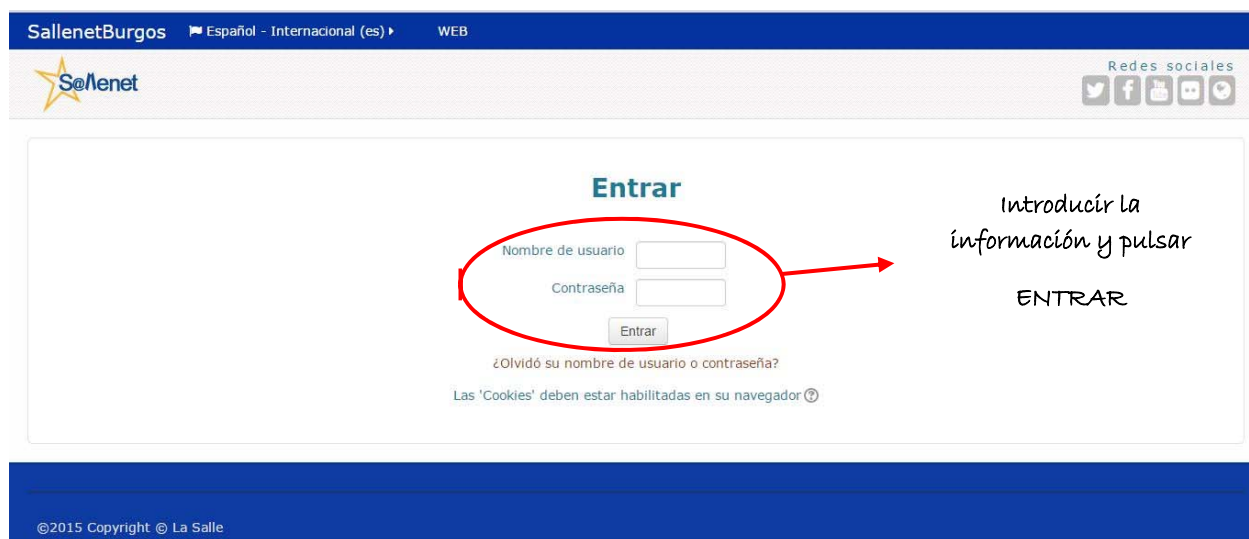 SallenetBurgos Español - Internacional (es) WEB
S@llenet
Redes sociales
Entrar
Nombre de usuario
Contraseña
Entrar
¿Olvidó su nombre de usuario o contraseña?
Las 'Cookies' deben estar habilitadas en su navegador
Introducir la
información y pulsar
ENTRAR
©2015 Copyright © La Salle